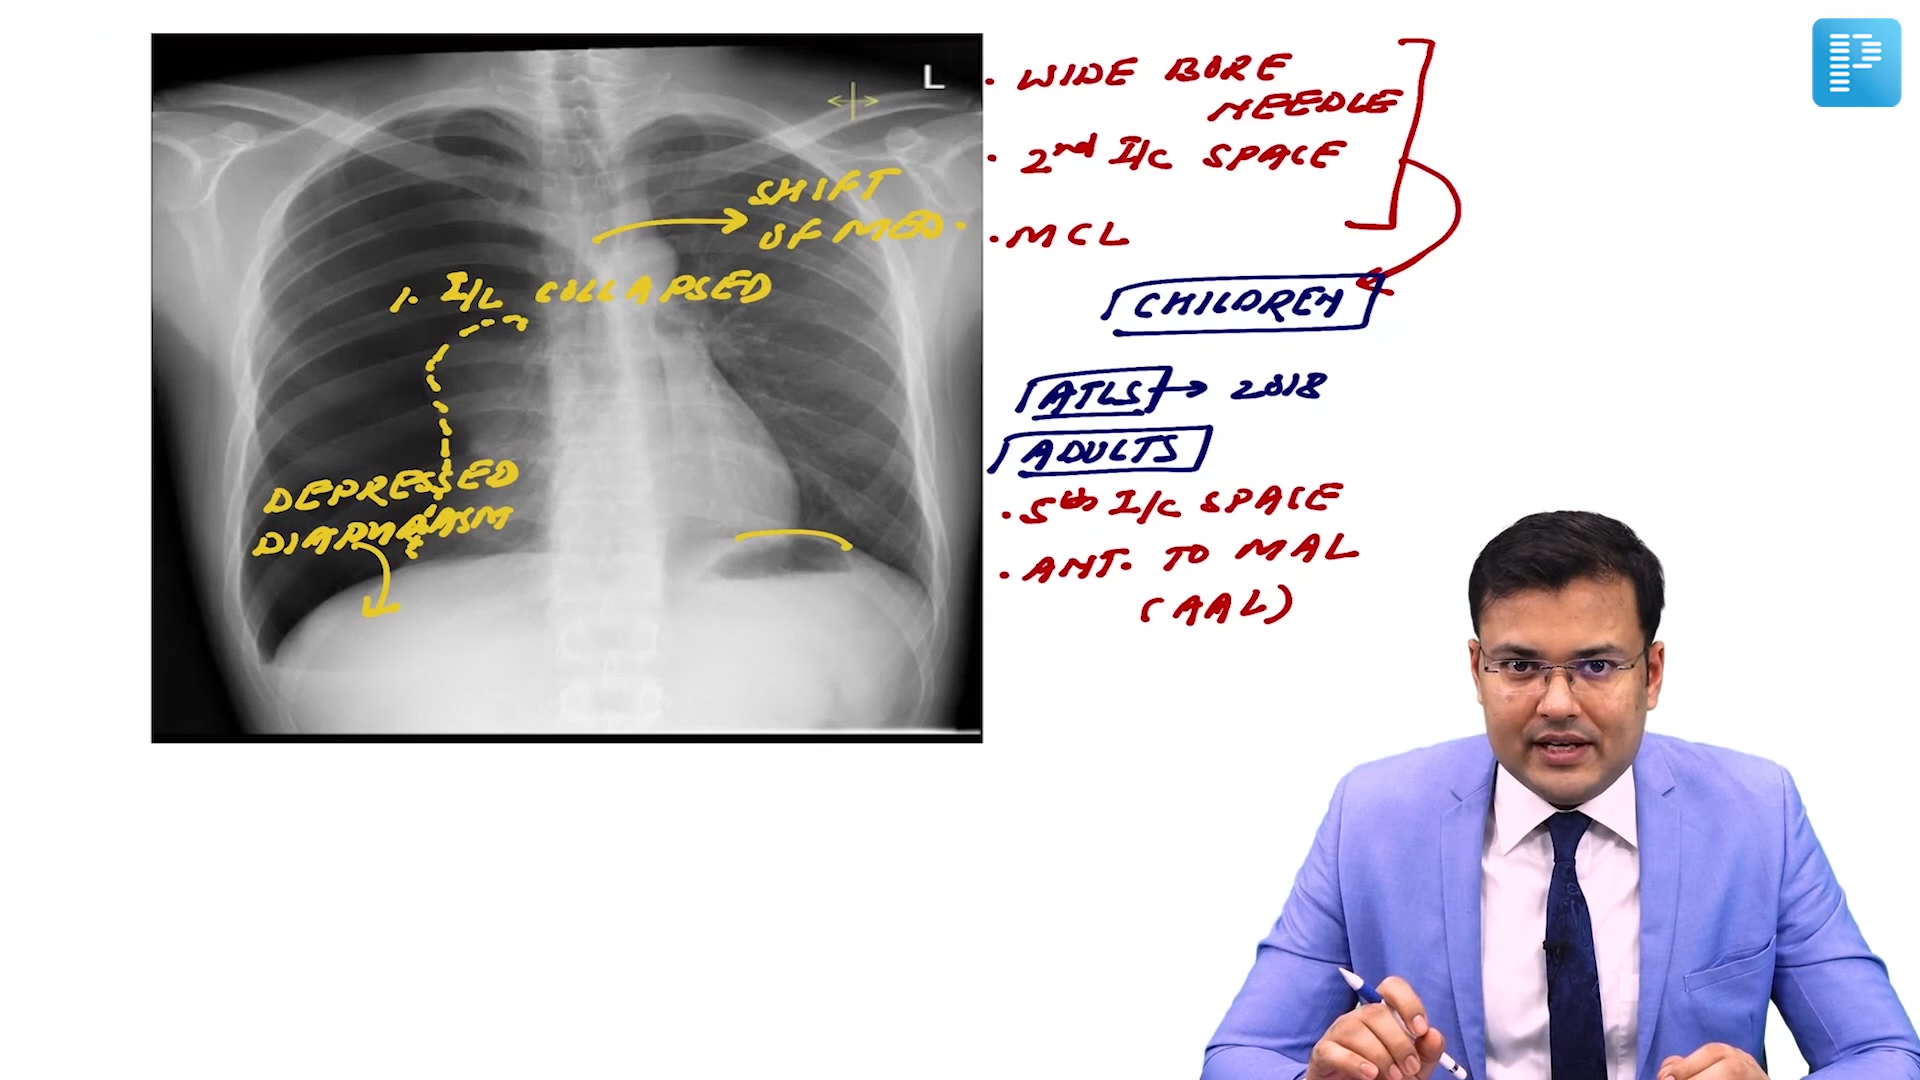 L
SHIFT
OF MED.
1. I/L COLLAPSED
DEPRESSED
DIAPHRAGM
• WIDE BORE
NEEDLE
• 2nd I/C SPACE
• MCL
CHILDREN
ATLS → 2018
ADULTS
• 5th I/C SPACE
• ANT. TO MAL
(AAL)
P